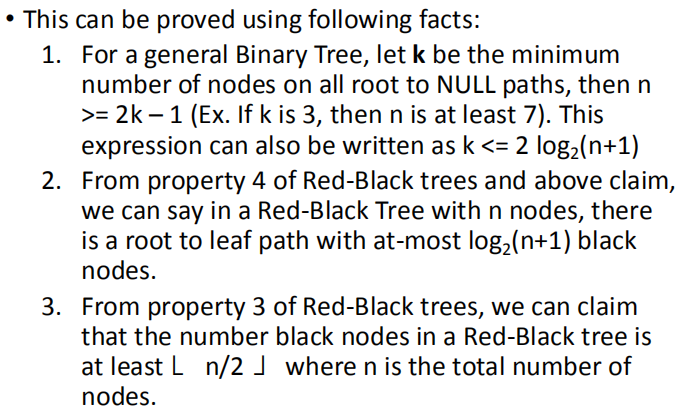 • This can be proved using following facts:
1. For a general Binary Tree, let k be the minimum
number of nodes on all root to NULL paths, then n
>= 2k – 1 (Ex. If k is 3, then n is at least 7). This
expression can also be written as k <= 2 log₂(n+1)
2. From property 4 of Red-Black trees and above claim,
we can say in a Red-Black Tree with n nodes, there
is a root to leaf path with at-most log₂(n+1) black
nodes.
3. From property 3 of Red-Black trees, we can claim
that the number black nodes in a Red-Black tree is
at least ⌊ n/2 ⌋ where n is the total number of
nodes.